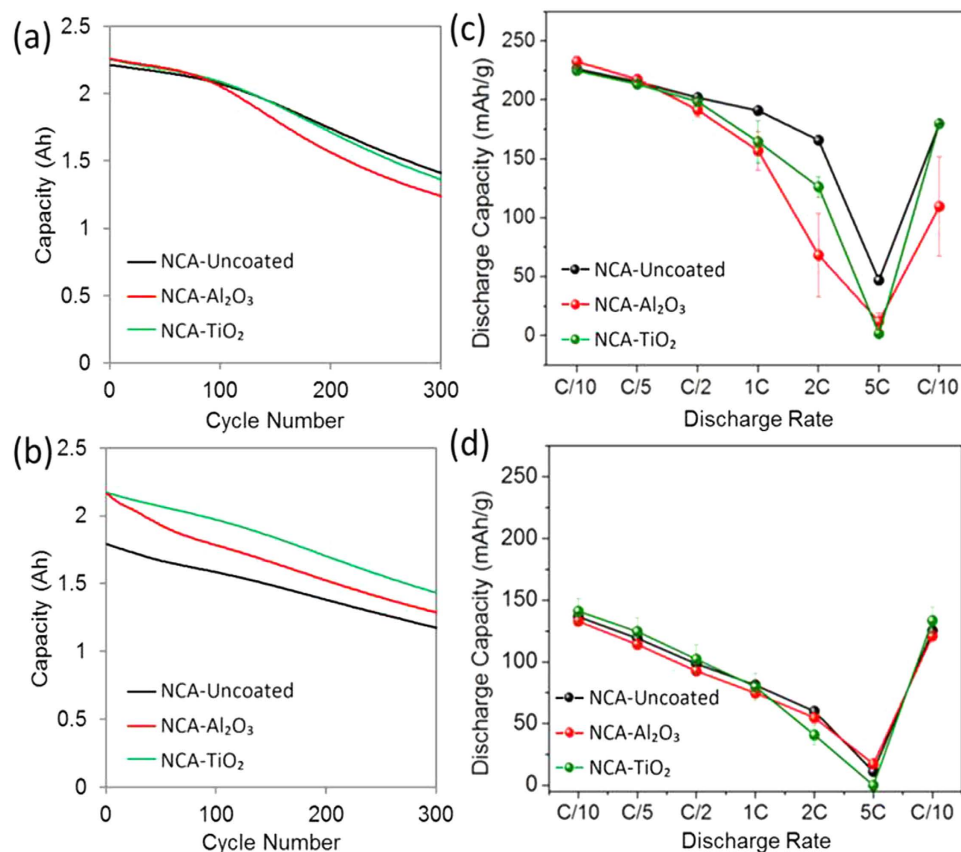 (a)
2.5
2
1.5
1
0.5
0
Capacity (Ah)
NCA-Uncoated
NCA-Al₂O₃
NCA-TiO₂
0 100 200 300
Cycle Number
(c)
250
200
150
100
50
0
Discharge Capacity (mAh/g)
NCA-Uncoated
NCA-Al₂O₃
NCA-TiO₂
C/10 C/5 C/2 1C 2C 5C C/10
Discharge Rate
(b)
2.5
2
1.5
1
0.5
0
Capacity (Ah)
NCA-Uncoated
NCA-Al₂O₃
NCA-TiO₂
0 100 200 300
Cycle Number
(d)
250
200
150
100
50
0
Discharge Capacity (mAh/g)
NCA-Uncoated
NCA-Al₂O₃
NCA-TiO₂
C/10 C/5 C/2 1C 2C 5C C/10
Discharge Rate